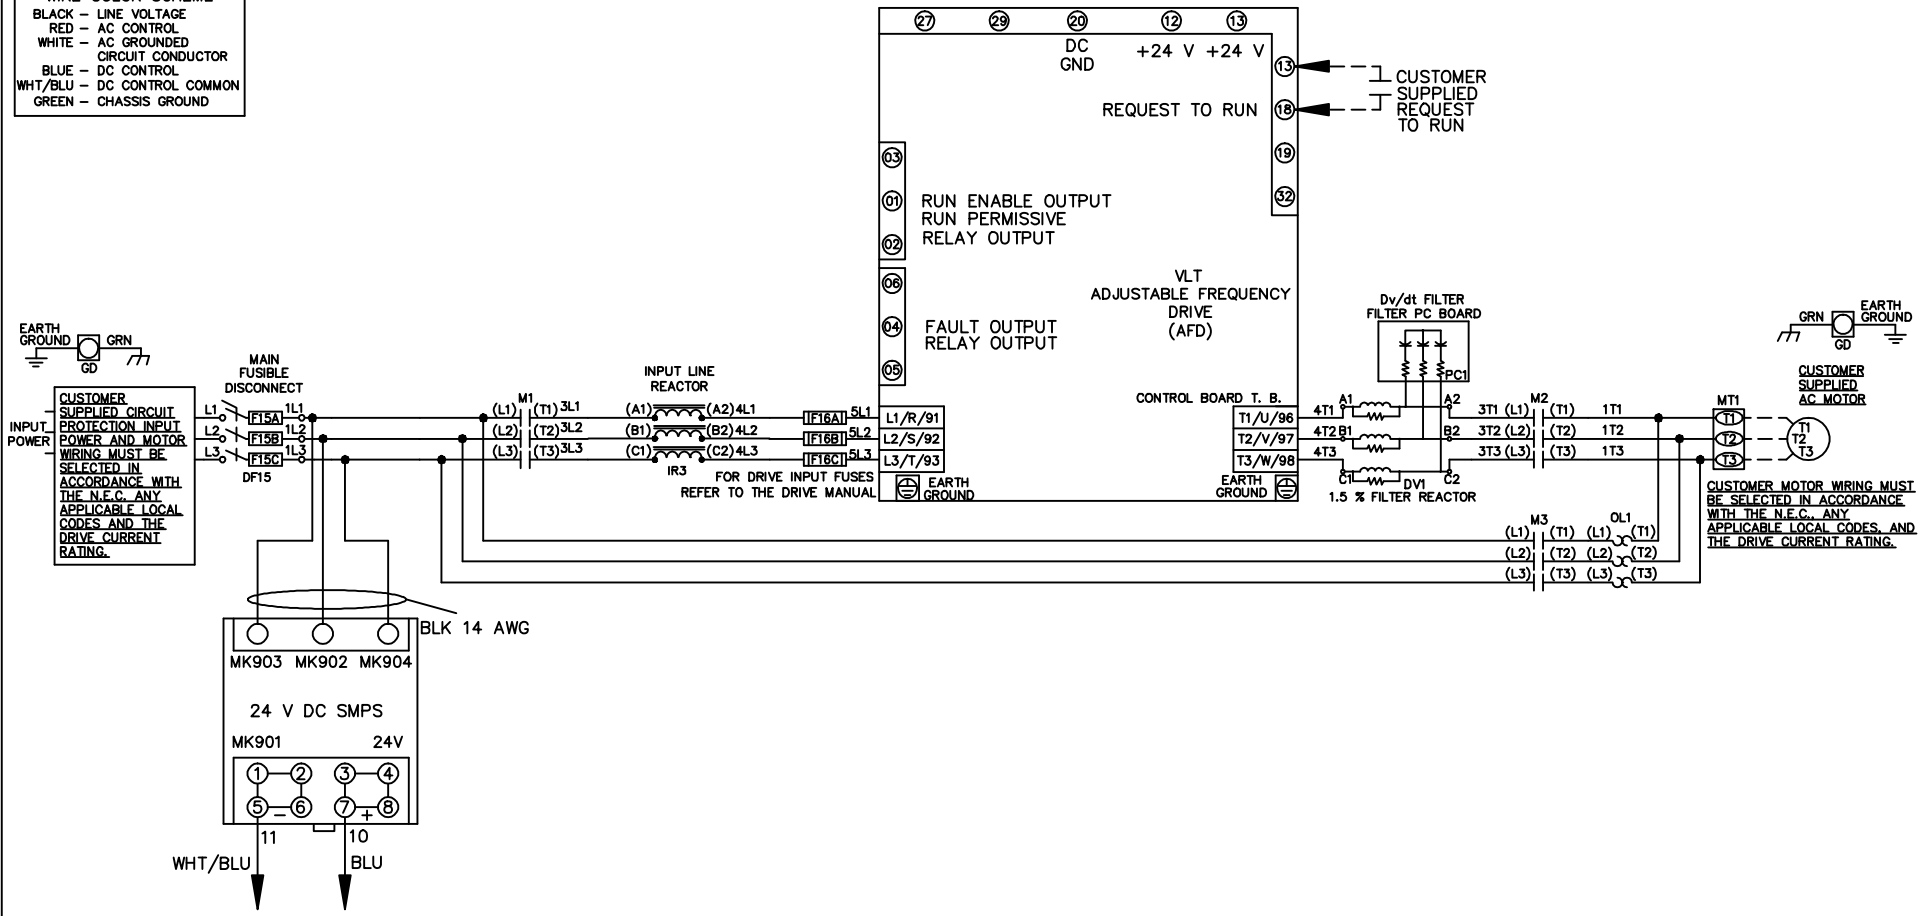 BLACK – LINE VOLTAGE
RED – AC CONTROL
WHITE – AC GROUNDED
CIRCUIT CONDUCTOR
BLUE – DC CONTROL
WHT/BLU – DC CONTROL COMMON
GREEN – CHASSIS GROUND
27 29 20 12 13
DC
GND
+24 V +24 V
13
REQUEST TO RUN 18
19
32
CUSTOMER
SUPPLIED
REQUEST
TO RUN
03
01
02
RUN ENABLE OUTPUT
RUN PERMISSIVE
RELAY OUTPUT
06
04
05
FAULT OUTPUT
RELAY OUTPUT
VLT
ADJUSTABLE FREQUENCY
DRIVE
(AFD)
CONTROL BOARD T. B.
L1/R/91
L2/S/92
L3/T/93
EARTH
GROUND
T1/U/96
T2/V/97
T3/W/98
EARTH
GROUND
EARTH
GROUND
GRN
GD
INPUT
POWER
CUSTOMER
SUPPLIED CIRCUIT
PROTECTION INPUT
POWER AND MOTOR
WIRING MUST BE
SELECTED IN
ACCORDANCE WITH
THE N.E.C. ANY
APPLICABLE LOCAL
CODES AND THE
DRIVE CURRENT
RATING.
MAIN
FUSIBLE
DISCONNECT
L1 F15A 1L1
L2 F15B 1L2
L3 F15C 1L3
DF15
M1
(L1) (T1) 3L1
(L2) (T2) 3L2
(L3) (T3) 3L3
INPUT LINE
REACTOR
(A1) (A2) 4L1
(B1) (B2) 4L2
(C1) (C2) 4L3
IR3
F16A 5L1
F16B 5L2
F16C 5L3
FOR DRIVE INPUT FUSES
REFER TO THE DRIVE MANUAL
Dv/dt FILTER
FILTER PC BOARD
PC1
4T1 A1 A2
4T2 B1 B2
4T3 C1 C2
DV1
1.5 % FILTER REACTOR
M2
3T1 (L1) (T1) 1T1
3T2 (L2) (T2) 1T2
3T3 (L3) (T3) 1T3
M3 OL1
(L1) (T1) (L1) (T1)
(L2) (T2) (L2) (T2)
(L3) (T3) (L3) (T3)
MT1
T1
T2
T3
T1
T2
T3
GRN
GD
EARTH
GROUND
CUSTOMER
SUPPLIED
AC MOTOR
CUSTOMER MOTOR WIRING MUST
BE SELECTED IN ACCORDANCE
WITH THE N.E.C., ANY
APPLICABLE LOCAL CODES, AND
THE DRIVE CURRENT RATING.
BLK 14 AWG
MK903 MK902 MK904
24 V DC SMPS
MK901 24V
1 2 3 4
5 6 7 8
– +
11 10
WHT/BLU BLU